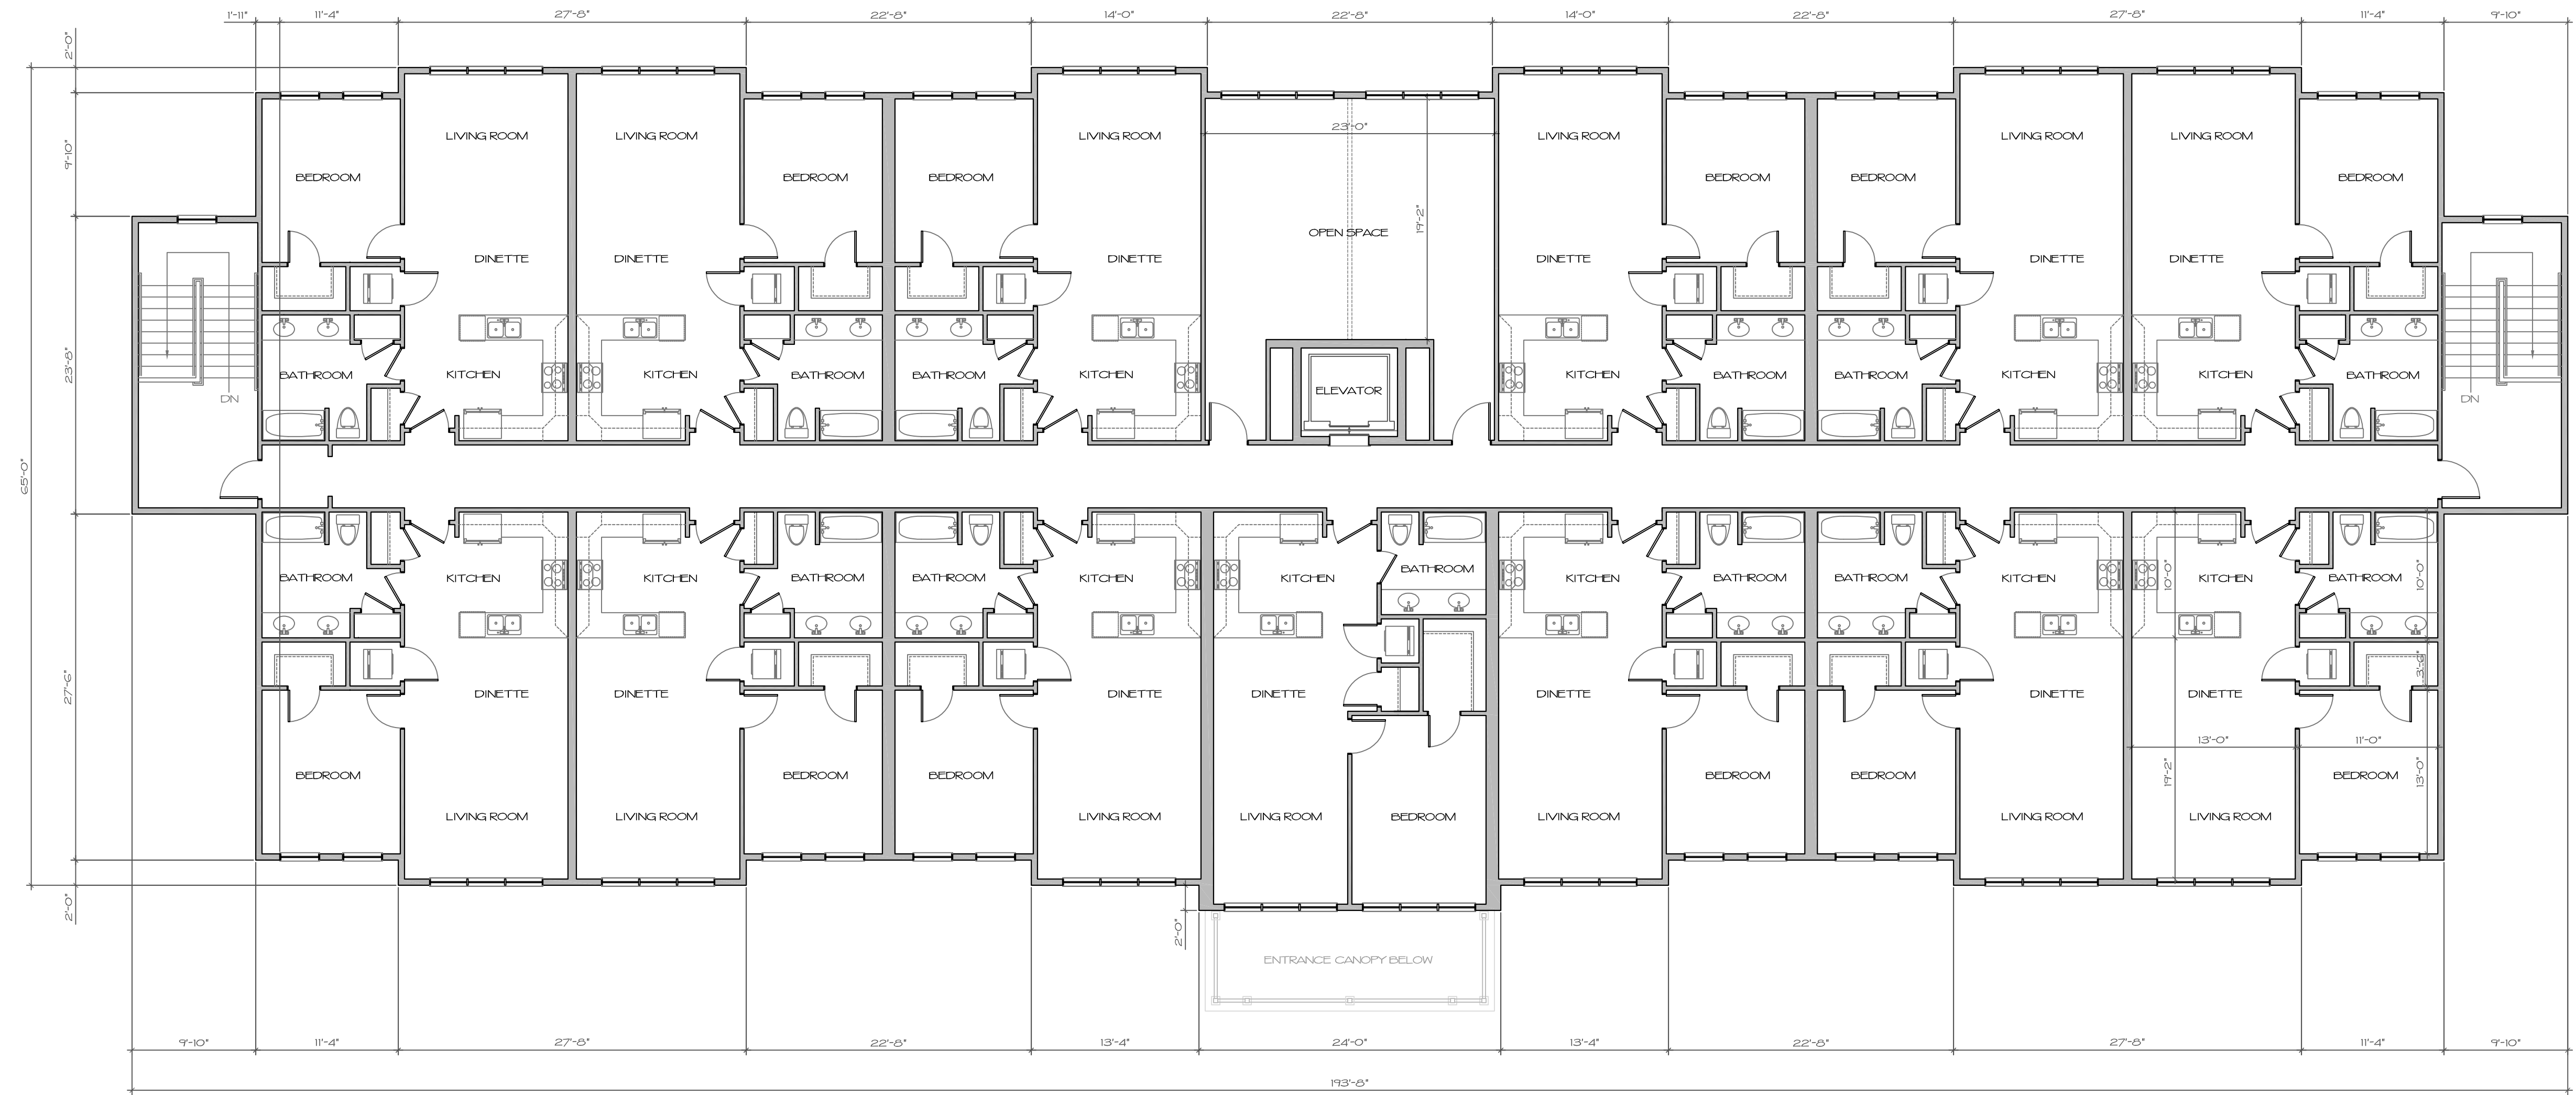 1'-11" 11'-4" 27'-8" 22'-8" 14'-0" 22'-8" 14'-0" 22'-8" 27'-8" 11'-4" 9'-10"
2'-0"
LIVING ROOM LIVING ROOM LIVING ROOM 23'-0" LIVING ROOM LIVING ROOM LIVING ROOM
9'-10"
BEDROOM BEDROOM BEDROOM BEDROOM BEDROOM BEDROOM
19'-2"
OPEN SPACE
DINETTE DINETTE DINETTE DINETTE DINETTE DINETTE
23'-8"
BATHROOM KITCHEN KITCHEN BATHROOM BATHROOM KITCHEN KITCHEN BATHROOM BATHROOM KITCHEN KITCHEN BATHROOM
ELEVATOR
DN DN
65'-0"
BATHROOM KITCHEN KITCHEN BATHROOM BATHROOM KITCHEN KITCHEN BATHROOM KITCHEN BATHROOM BATHROOM KITCHEN 10'-0" KITCHEN BATHROOM 10'-0"
3'-6"
27'-6"
DINETTE DINETTE DINETTE DINETTE DINETTE DINETTE DINETTE
13'-0" 11'-0"
19'-2" 13'-0"
BEDROOM BEDROOM BEDROOM BEDROOM BEDROOM BEDROOM
LIVING ROOM LIVING ROOM LIVING ROOM LIVING ROOM BEDROOM LIVING ROOM LIVING ROOM LIVING ROOM
2'-0"
2'-0"
ENTRANCE CANOPY BELOW
9'-10" 11'-4" 27'-8" 22'-8" 13'-4" 24'-0" 13'-4" 22'-8" 27'-8" 11'-4" 9'-10"
193'-8"